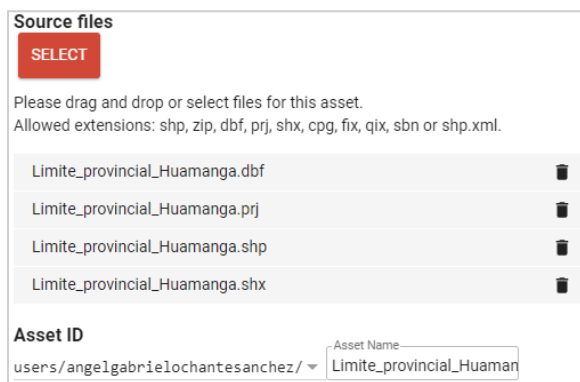 Source files
SELECT
Please drag and drop or select files for this asset.
Allowed extensions: shp, zip, dbf, prj, shx, cpg, fix, qix, sbn or shp.xml.
Limite_provincial_Huamanga.dbf
Limite_provincial_Huamanga.prj
Limite_provincial_Huamanga.shp
Limite_provincial_Huamanga.shx
Asset ID
Asset Name
users/angelgabrielochantesanchez/ Limite_provincial_Huaman